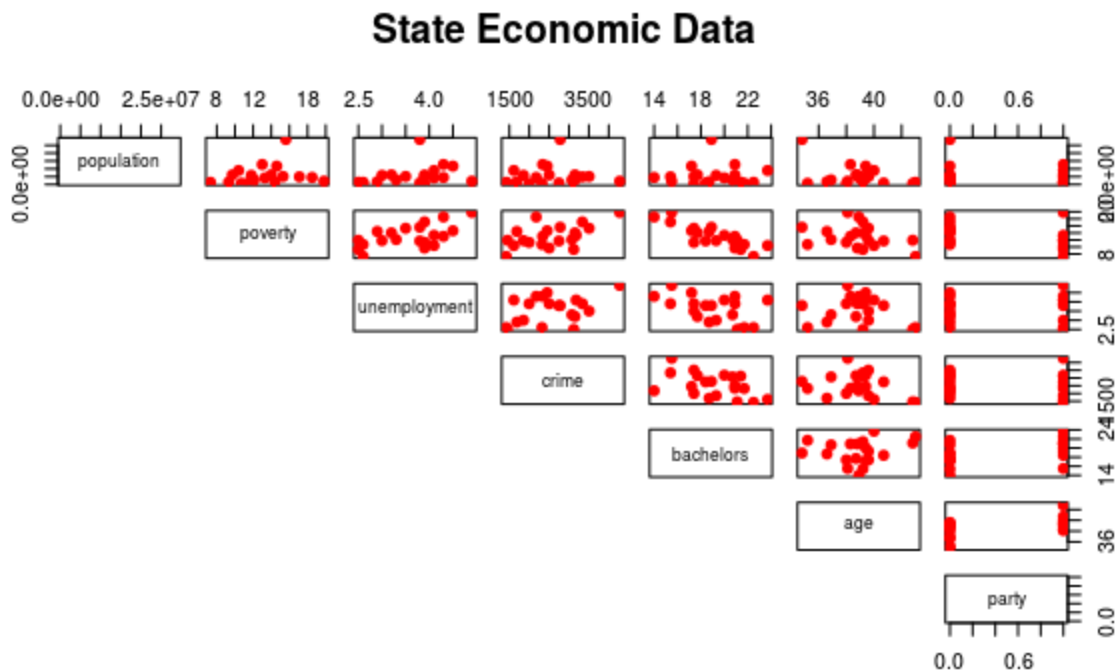 State Economic Data
0.0e+00 2.5e+07 8 12 18 2.5 4.0 1500 3500 14 18 22 36 40 0.0 0.6
0.0e+00
population
poverty
8
unemployment
2.5
crime
24
bachelors
14
age
36
party
0.0
0.0 0.6